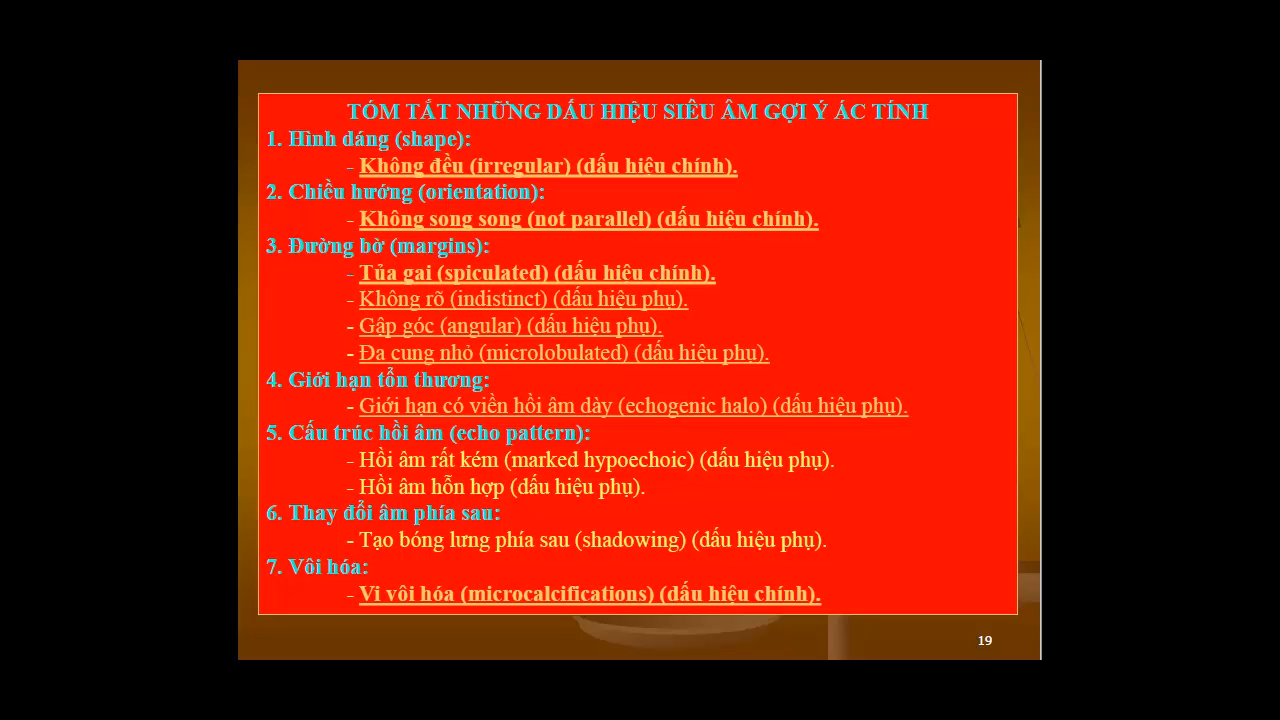 TÓM TẮT NHỮNG DẤU HIỆU SIÊU ÂM GỢI Ý ÁC TÍNH
1. Hình dáng (shape):
- Không đều (irregular) (dấu hiệu chính).
2. Chiều hướng (orientation):
- Không song song (not parallel) (dấu hiệu chính).
3. Đường bờ (margins):
- Tủa gai (spiculated) (dấu hiệu chính).
- Không rõ (indistinct) (dấu hiệu phụ).
- Gập góc (angular) (dấu hiệu phụ).
- Đa cung nhỏ (microlobulated) (dấu hiệu phụ).
4. Giới hạn tổn thương:
- Giới hạn có viền hồi âm dày (echogenic halo) (dấu hiệu phụ).
5. Cấu trúc hồi âm (echo pattern):
- Hồi âm rất kém (marked hypoechoic) (dấu hiệu phụ).
- Hồi âm hỗn hợp (dấu hiệu phụ).
6. Thay đổi âm phía sau:
- Tạo bóng lưng phía sau (shadowing) (dấu hiệu phụ).
7. Vôi hóa:
- Vi vôi hóa (microcalcifications) (dấu hiệu chính).
19